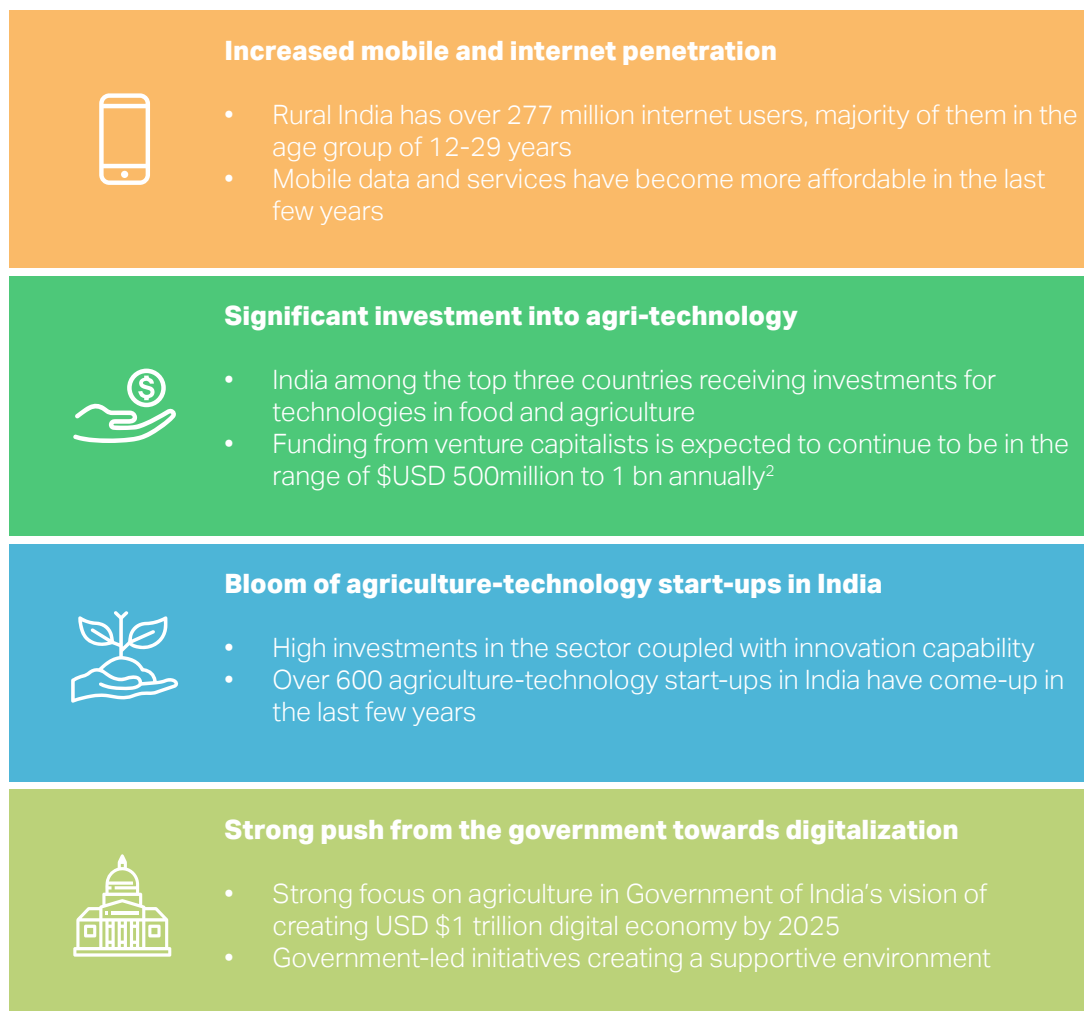 Increased mobile and internet penetration
• Rural India has over 277 million internet users, majority of them in the
age group of 12-29 years
• Mobile data and services have become more affordable in the last
few years
Significant investment into agri-technology
$
• India among the top three countries receiving investments for
technologies in food and agriculture
• Funding from venture capitalists is expected to continue to be in the
range of $USD 500million to 1 bn annually²
Bloom of agriculture-technology start-ups in India
• High investments in the sector coupled with innovation capability
• Over 600 agriculture-technology start-ups in India have come-up in
the last few years
Strong push from the government towards digitalization
• Strong focus on agriculture in Government of India's vision of
creating USD $1 trillion digital economy by 2025
• Government-led initiatives creating a supportive environment